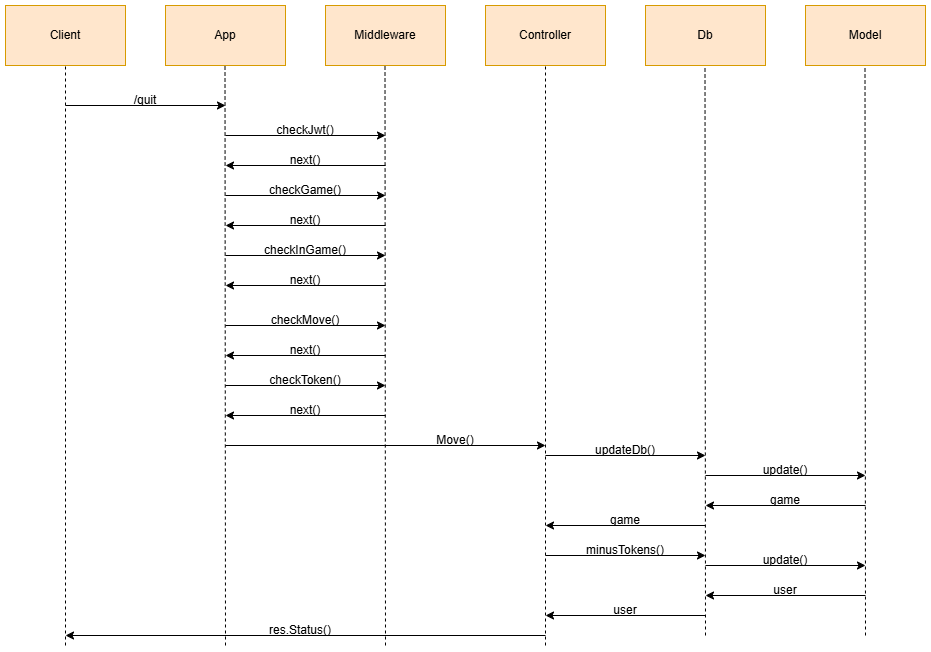 Client
App
Middleware
Controller
Db
Model
/quit
checkJwt()
next()
checkGame()
next()
checkInGame()
next()
checkMove()
next()
checkToken()
next()
Move()
updateDb()
update()
game
game
minusTokens()
update()
user
user
res.Status()